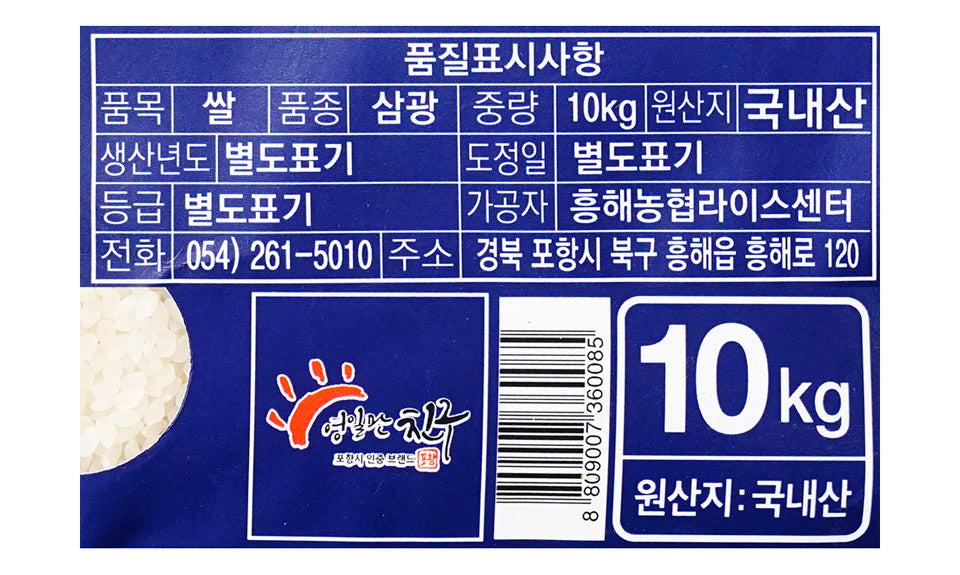 품질표시사항
품목 쌀 품종 삼광 중량 10kg 원산지 국내산
생산년도 별도표기 도정일 별도표기
등급 별도표기 가공자 흥해농협라이스센터
전화 054) 261-5010 주소 경북 포항시 북구 흥해읍 흥해로 120
영일만 친구
포항시 인증 브랜드 포항
8 809007 360085
10kg
원산지: 국내산